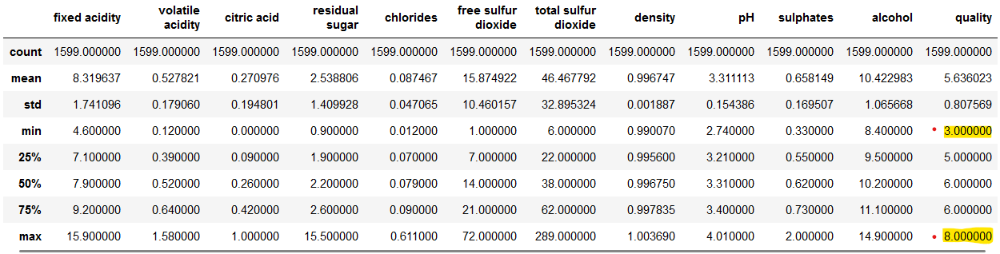 fixed acidity volatile acidity citric acid residual sugar chlorides free sulfur dioxide total sulfur dioxide density pH sulphates alcohol quality
count 1599.000000 1599.000000 1599.000000 1599.000000 1599.000000 1599.000000 1599.000000 1599.000000 1599.000000 1599.000000 1599.000000 1599.000000
mean 8.319637 0.527821 0.270976 2.538806 0.087467 15.874922 46.467792 0.996747 3.311113 0.658149 10.422983 5.636023
std 1.741096 0.179060 0.194801 1.409928 0.047065 10.460157 32.895324 0.001887 0.154386 0.169507 1.065668 0.807569
min 4.600000 0.120000 0.000000 0.900000 0.012000 1.000000 6.000000 0.990070 2.740000 0.330000 8.400000 3.000000
25% 7.100000 0.390000 0.090000 1.900000 0.070000 7.000000 22.000000 0.995600 3.210000 0.550000 9.500000 5.000000
50% 7.900000 0.520000 0.260000 2.200000 0.079000 14.000000 38.000000 0.996750 3.310000 0.620000 10.200000 6.000000
75% 9.200000 0.640000 0.420000 2.600000 0.090000 21.000000 62.000000 0.997835 3.400000 0.730000 11.100000 6.000000
max 15.900000 1.580000 1.000000 15.500000 0.611000 72.000000 289.000000 1.003690 4.010000 2.000000 14.900000 8.000000